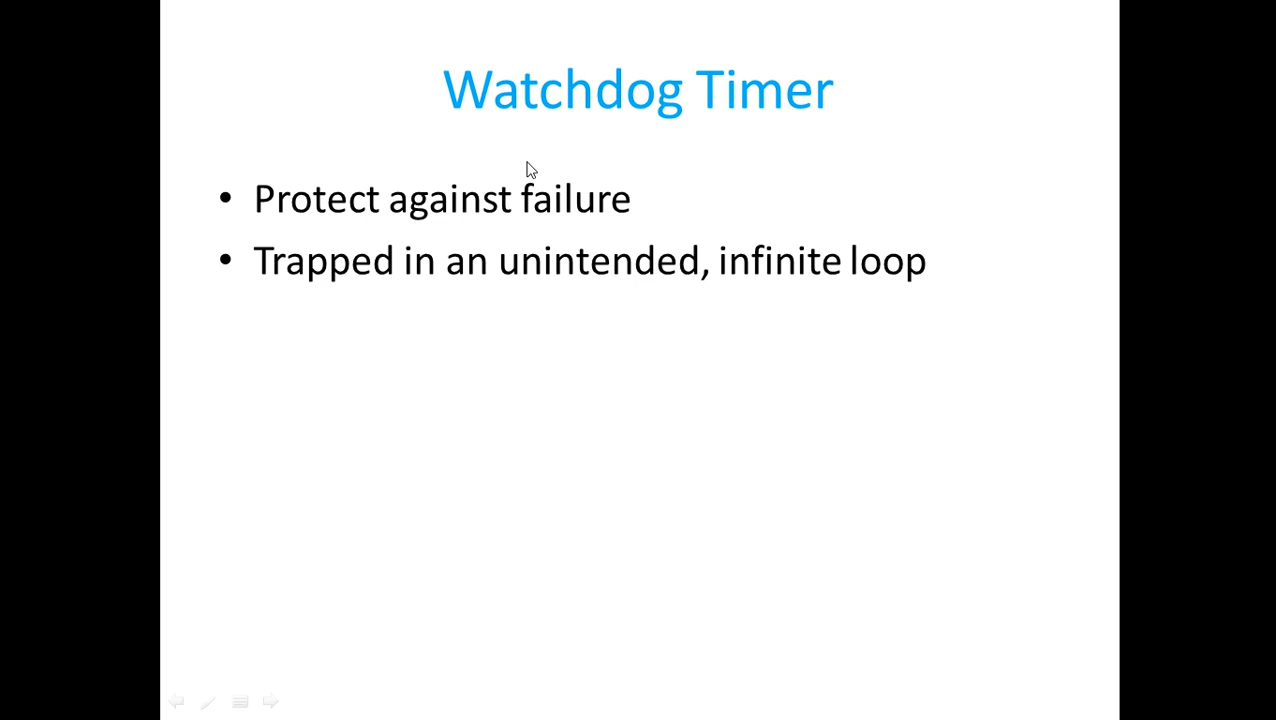 Watchdog Timer
• Protect against failure
• Trapped in an unintended, infinite loop